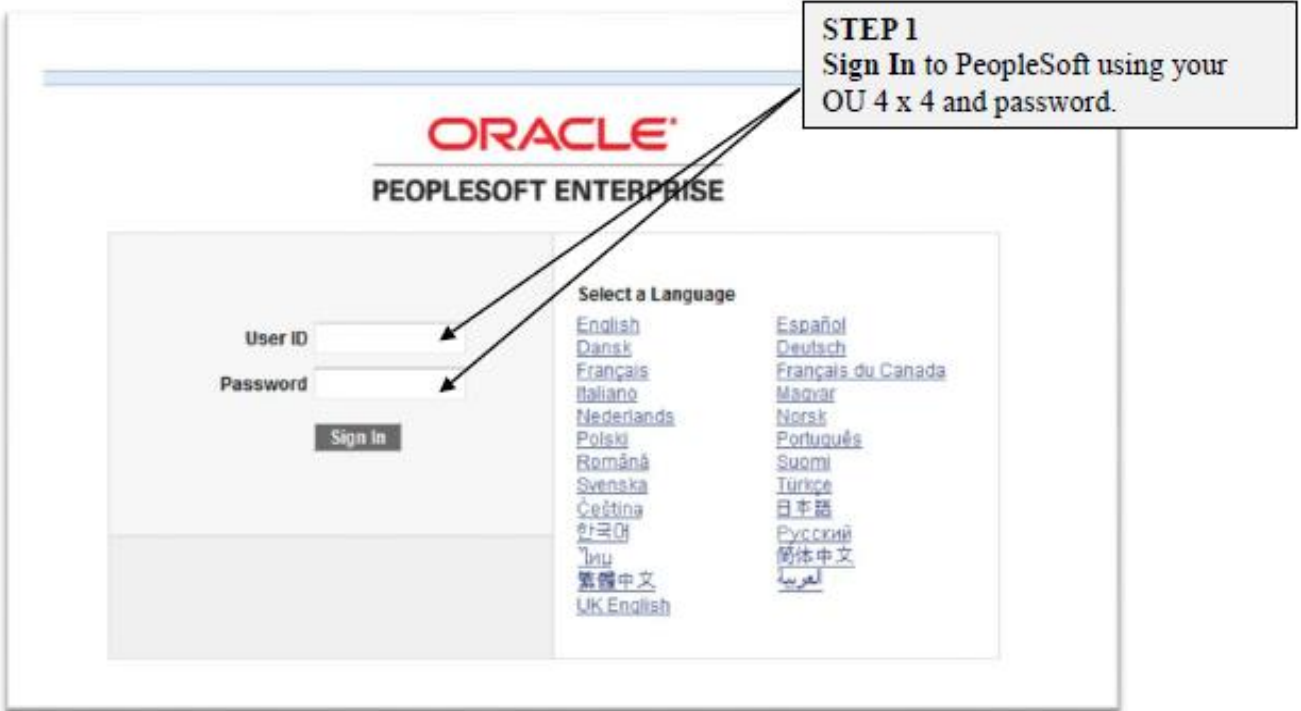 STEP 1
Sign In to PeopleSoft using your
OU 4 x 4 and password.
ORACLE
PEOPLESOFT ENTERPRISE
User ID
Password
Sign In
Select a Language
English Español
Dansk Deutsch
Français Français du Canada
Italiano Magyar
Nederlands Norsk
Polski Português
Română Suomi
Svenska Türkçe
Čeština 日本語
한국어 Русский
ไทย 简体中文
繁體中文 العربية
UK English